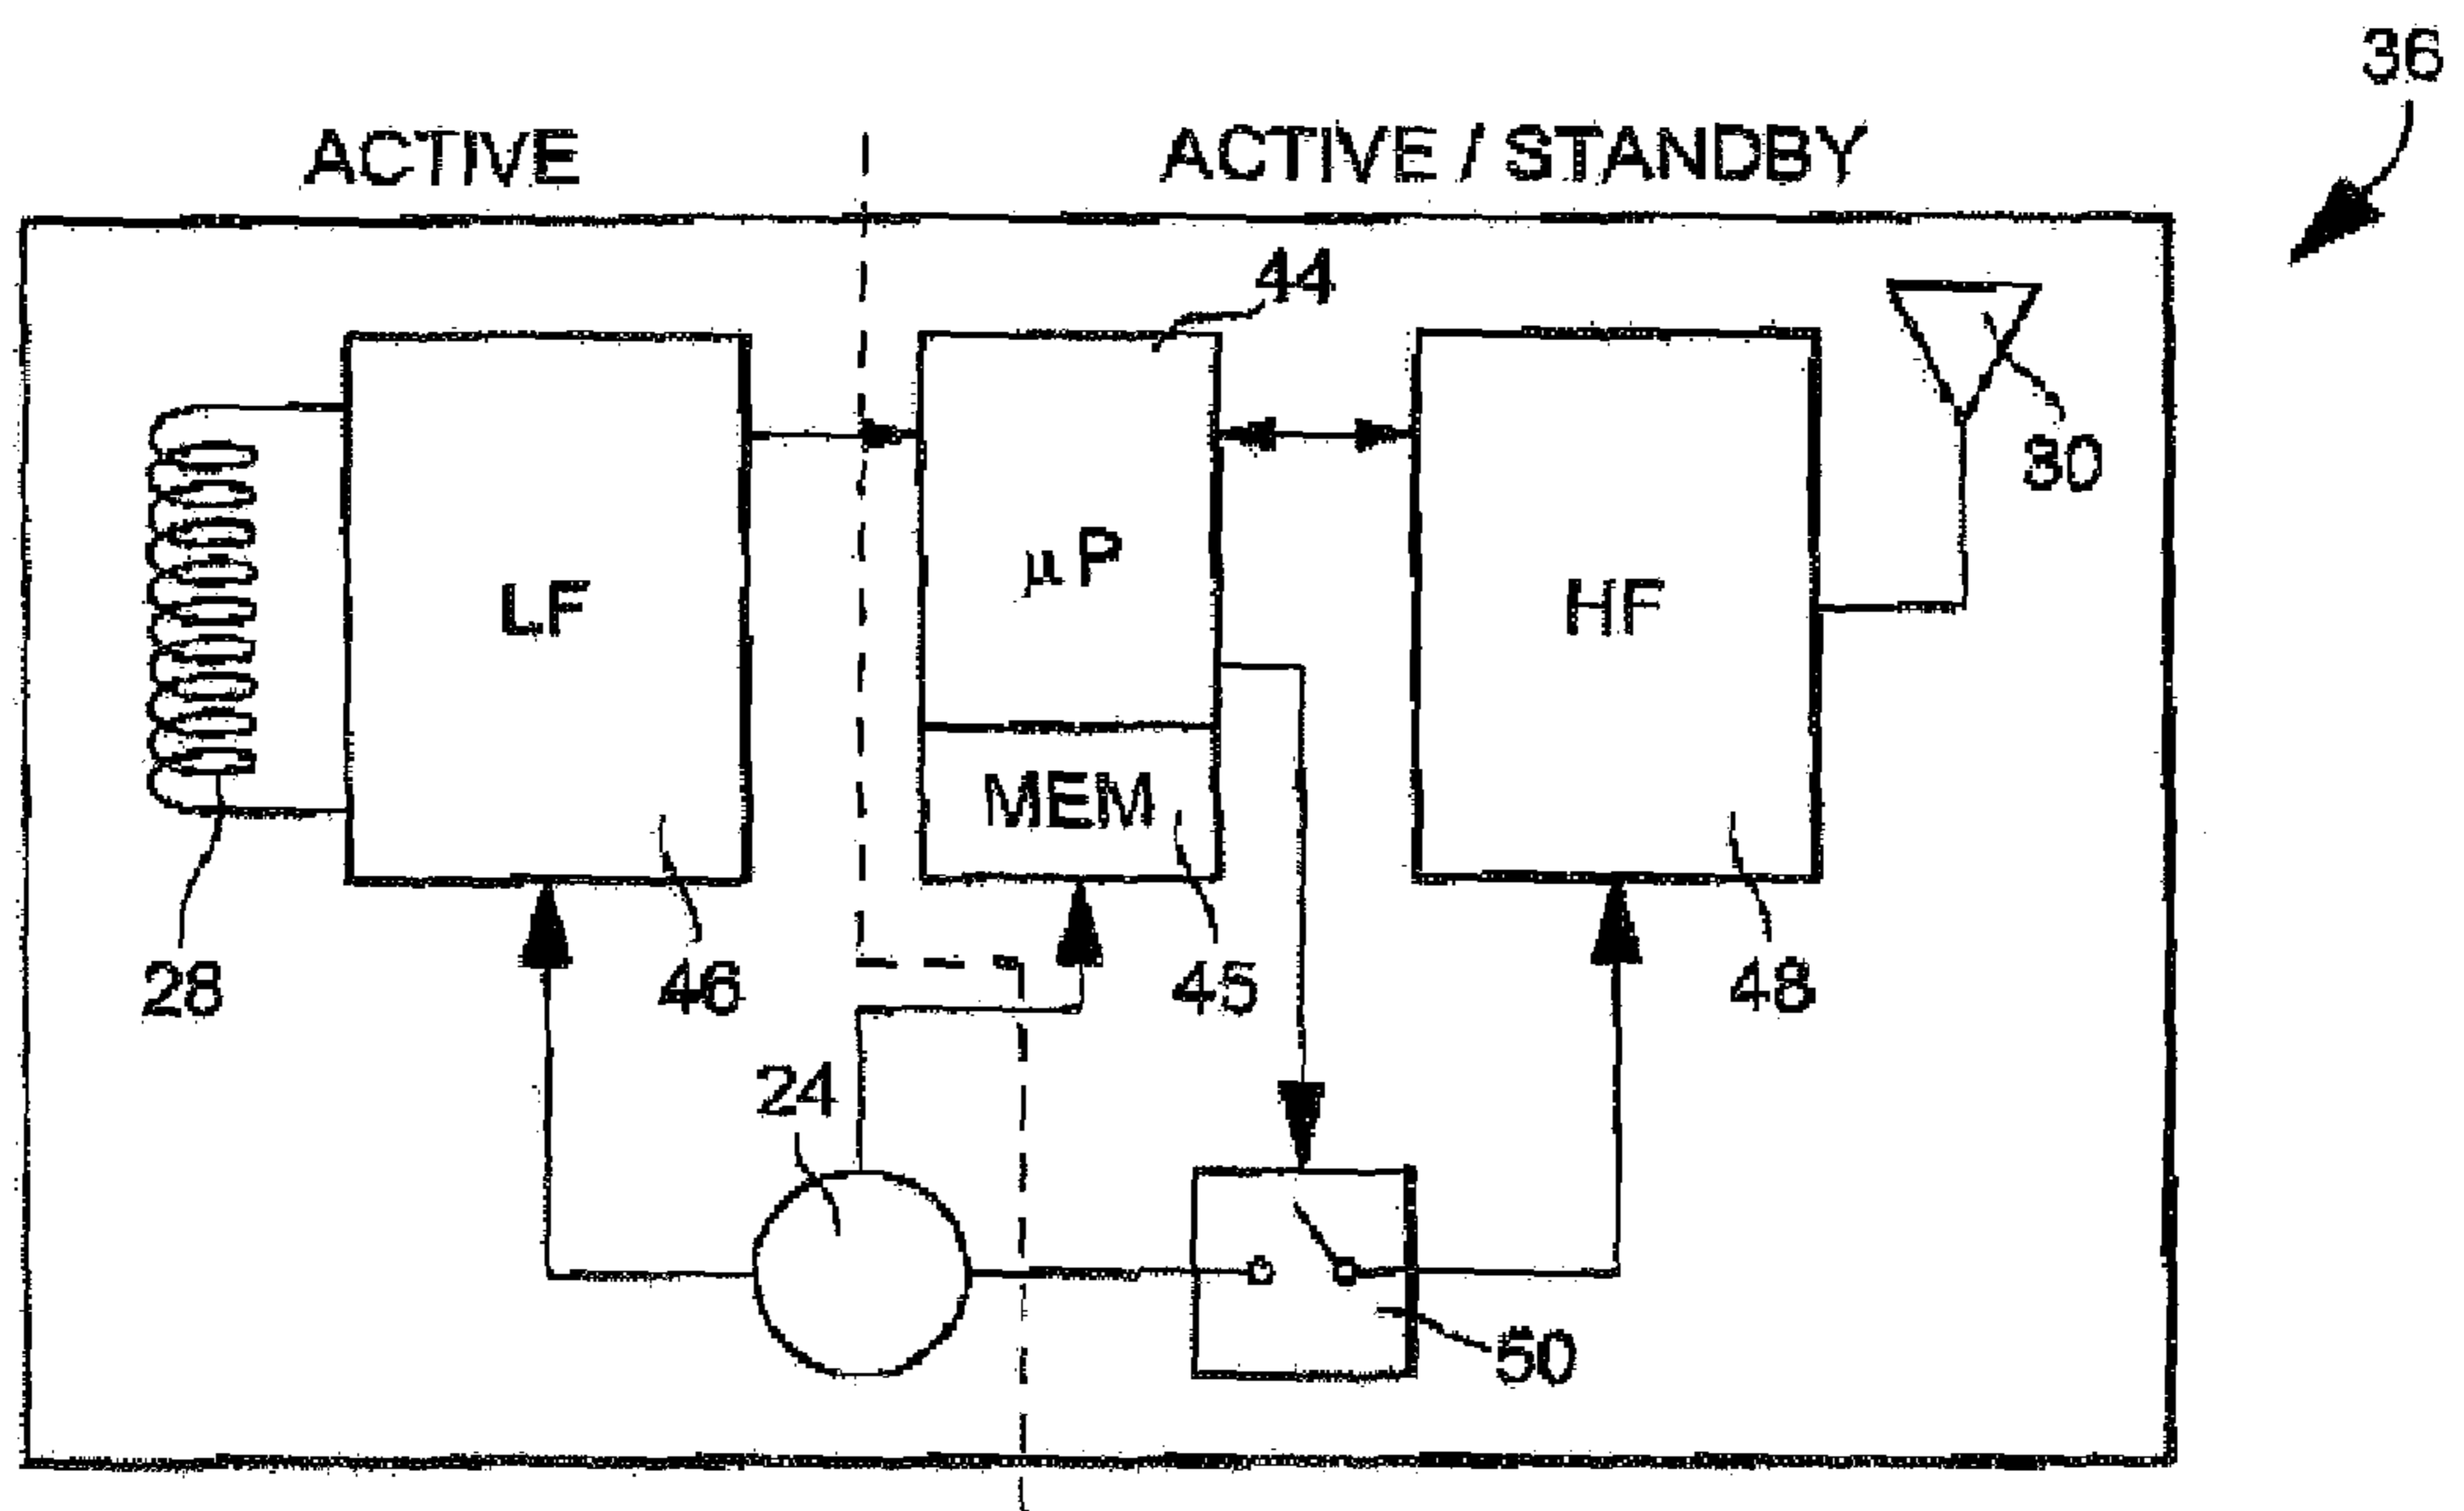 36
ACTIVE
ACTIVE / STANDBY
44
30
LF
µP
HF
MEM
28
46
45
48
24
50